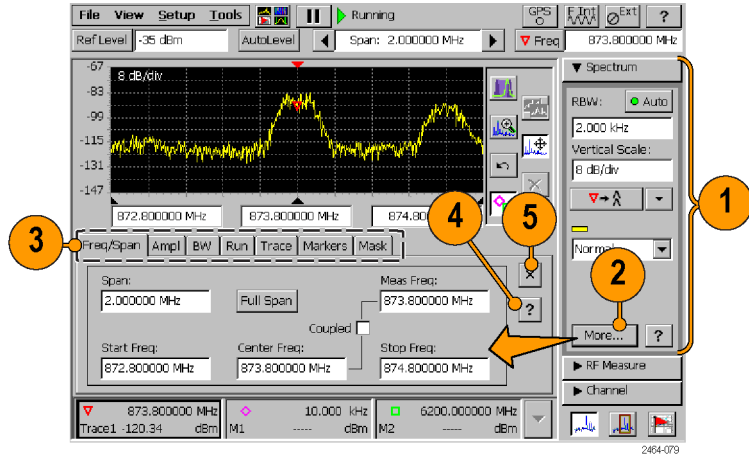 File View Setup Tools Running GPS F Int Ext ?
Ref Level -35 dBm AutoLevel Span: 2.000000 MHz Freq 873.800000 MHz
-67
8 dB/div
-83
-99
-115
-131
-147
872.800000 MHz 873.800000 MHz 874.80
Spectrum
RBW: Auto
2.000 kHz
Vertical Scale:
8 dB/div
Normal
More... ?
RF Measure
Channel
1
2
3
4
5
Freq/Span Ampl BW Run Trace Markers Mask
×
?
Span: Meas Freq:
2.000000 MHz Full Span 873.800000 MHz
Coupled
Start Freq: Center Freq: Stop Freq:
872.800000 MHz 873.800000 MHz 874.800000 MHz
873.800000 MHz 10.000 kHz 6200.000000 MHz
Trace1 -120.34 dBm M1 ----- dBm M2 ----- dBm
2464-079